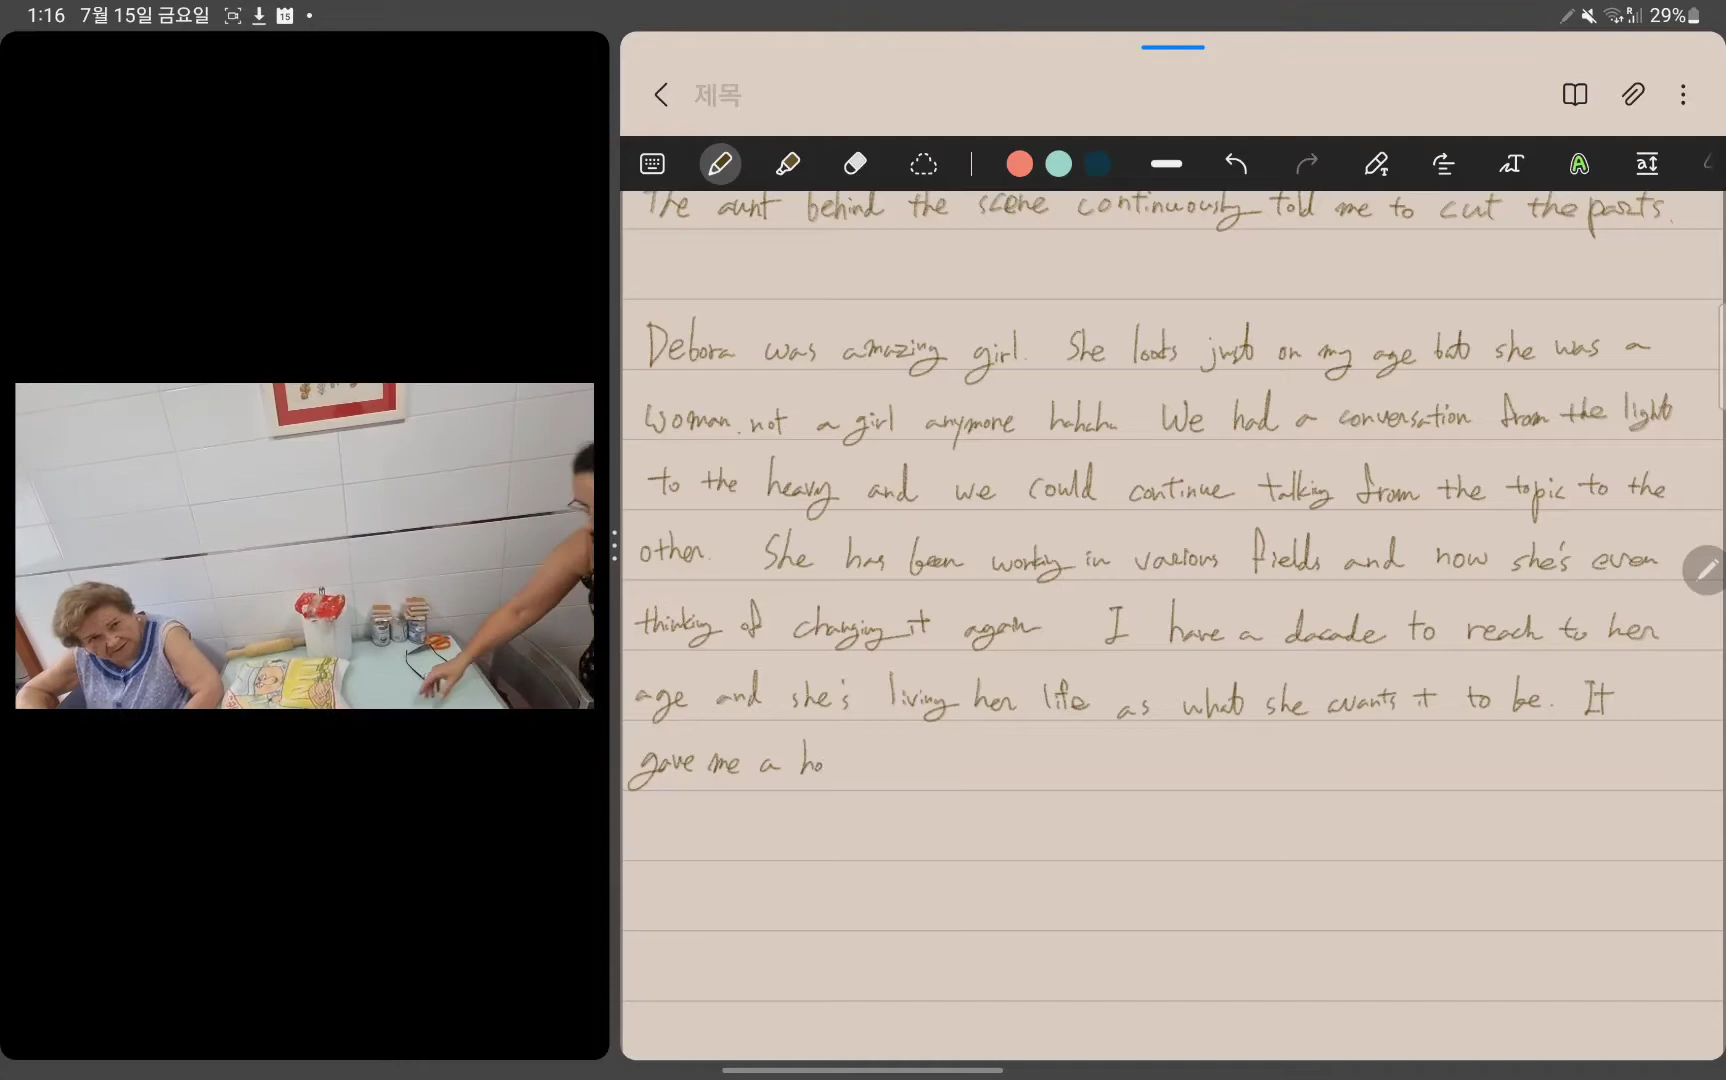 1:16 7월 15일 금요일 15 29%
제목
The aunt behind the scene continuously told me to cut the parts.
Debora was amazing girl. She looks just on my age but she was a
woman. not a girl anymore hahaha We had a conversation from the light
to the heavy and we could continue talking from the topic to the
other. She has been working in various fields and now she's even
thinking of changing it again I have a dacade to reach to her
age and she's living her life as what she wants it to be. It
gave me a ho